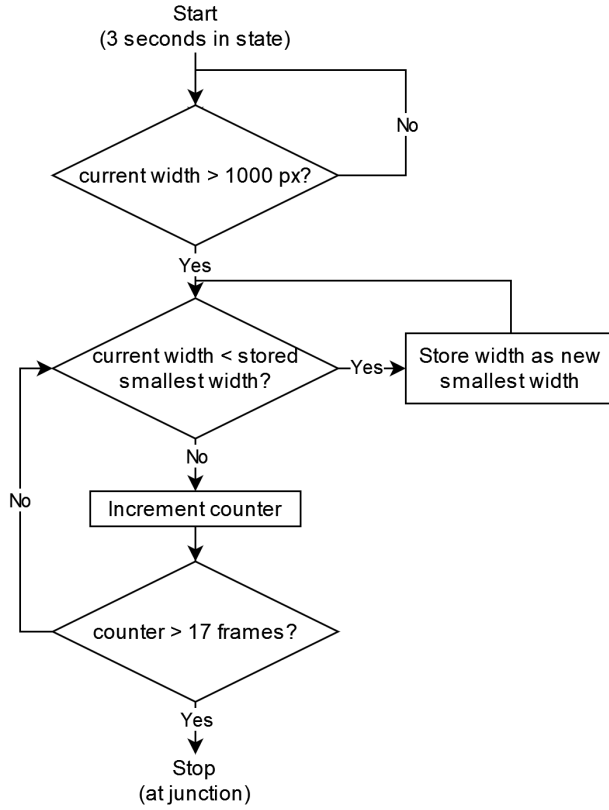 Start
(3 seconds in state)
No
current width > 1000 px?
Yes
current width < stored
smallest width?
Yes
Store width as new
smallest width
No
No
Increment counter
counter > 17 frames?
Yes
Stop
(at junction)